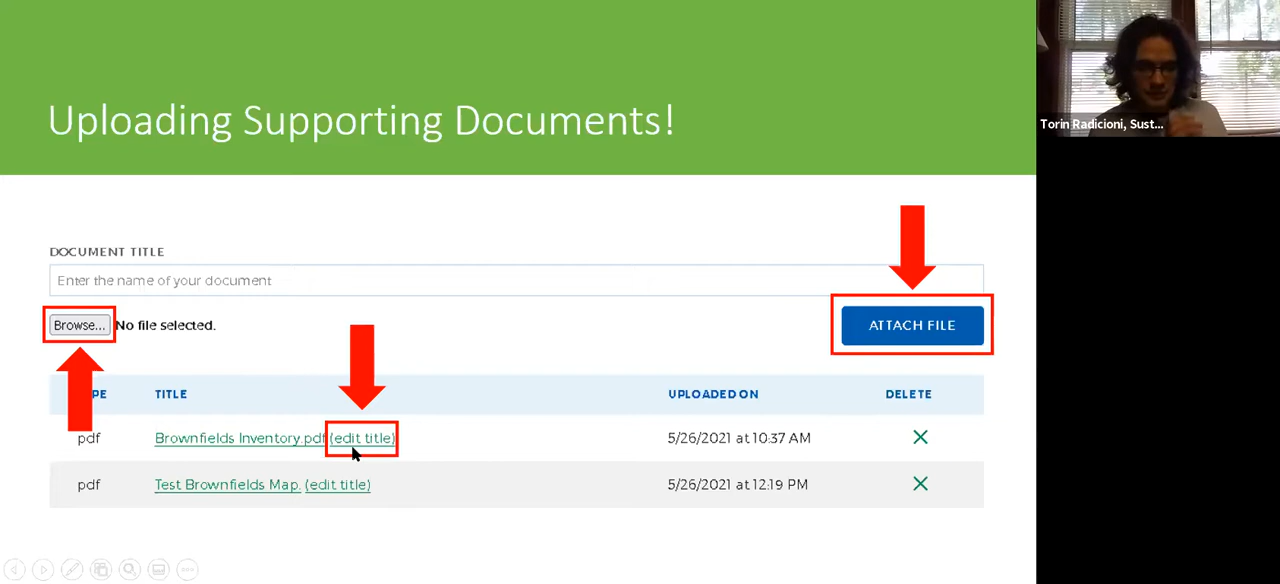 Uploading Supporting Documents!
Torin Radicioni, Sust...
DOCUMENT TITLE
Enter the name of your document
Browse... No file selected.
ATTACH FILE
PE TITLE UPLOADED ON DELETE
pdf Brownfields Inventory.pdf (edit title) 5/26/2021 at 10:37 AM
pdf Test Brownfields Map. (edit title) 5/26/2021 at 12:19 PM